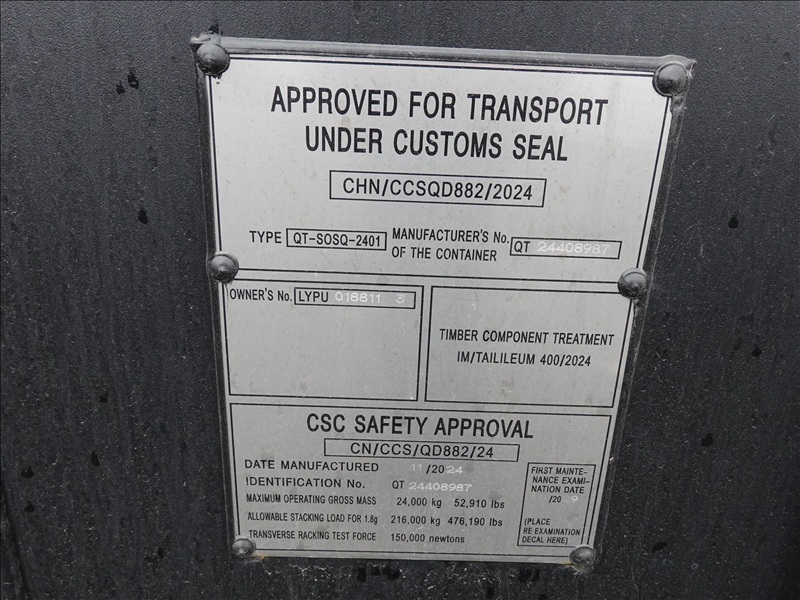 APPROVED FOR TRANSPORT
UNDER CUSTOMS SEAL
CHN/CCSQD882/2024
TYPE QT-SOSQ-2401 MANUFACTURER'S No. OF THE CONTAINER QT 24408987
OWNER'S No. LYPU 018811 3
TIMBER COMPONENT TREATMENT
IM/TAILILEUM 400/2024
CSC SAFETY APPROVAL
CN/CCS/QD882/24
DATE MANUFACTURED 11/2024
IDENTIFICATION No. QT 24408987
MAXIMUM OPERATING GROSS MASS 24,000 kg 52,910 lbs
ALLOWABLE STACKING LOAD FOR 1.8g 216,000 kg 476,190 lbs
TRANSVERSE RACKING TEST FORCE 150,000 newtons
FIRST MAINTE-
NANCE EXAMI-
NATION DATE
(PLACE
RE EXAMINATION
DECAL HERE)